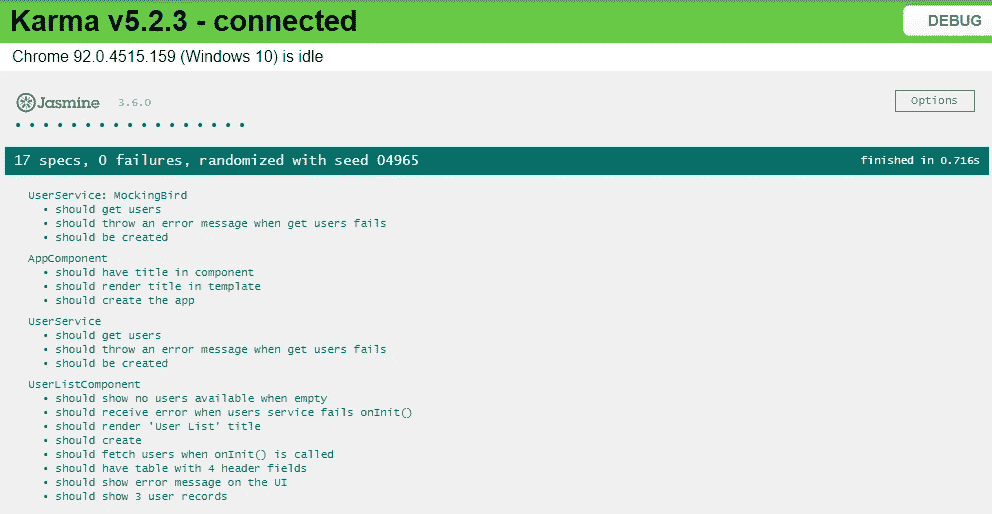 Karma v5.2.3 - connected
DEBUG
Chrome 92.0.4515.159 (Windows 10) is idle
Jasmine 3.6.0
Options
17 specs, 0 failures, randomized with seed 04965
finished in 0.716s
UserService: MockingBird
• should get users
• should throw an error message when get users fails
• should be created
AppComponent
• should have title in component
• should render title in template
• should create the app
UserService
• should get users
• should throw an error message when get users fails
• should be created
UserListComponent
• should show no users available when empty
• should receive error when users service fails onInit()
• should render 'User List' title
• should create
• should fetch users when onInit() is called
• should have table with 4 header fields
• should show error message on the UI
• should show 3 user records